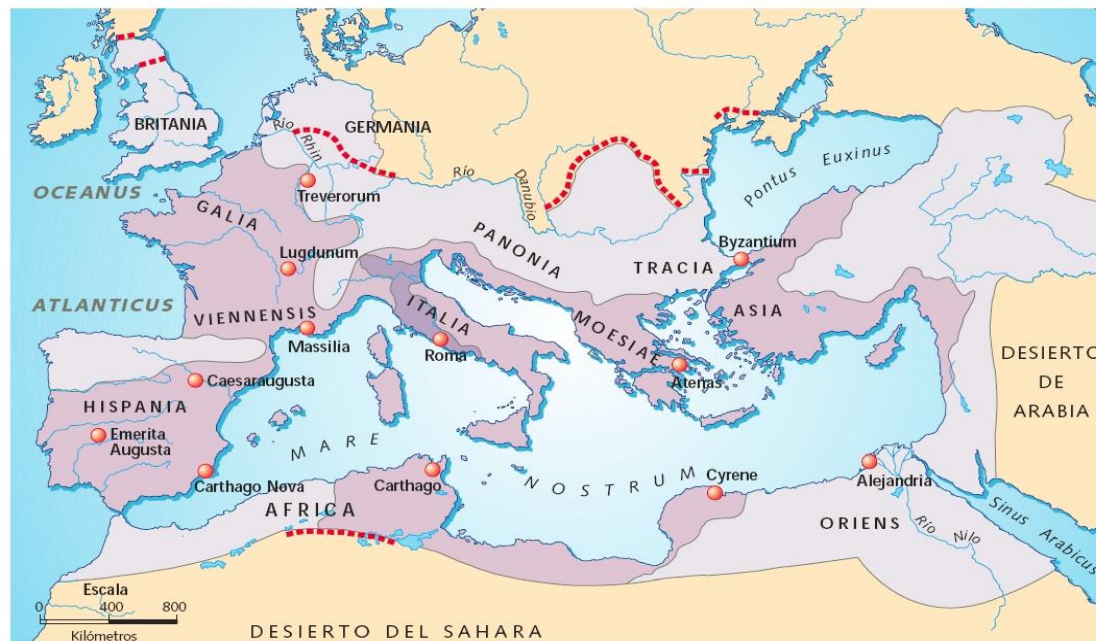 BRITANIA
GERMANIA
Río
Rhin
OCEANUS
Treverorum
Río
Danubio
Pontus Euxinus
GALIA
Lugdunum
PANONIA
Byzantium
TRACIA
ATLANTICUS
VIENNENSIS
ITALIA
MOESIAE
ASIA
Massilia
Roma
Atenas
DESIERTO
DE
ARABIA
Caesaraugusta
HISPANIA
Emerita
Augusta
MARE
NOSTRUM
Carthago Nova
Carthago
Cyrene
Alejandria
AFRICA
ORIENS
Río Nilo
Sinus Arabicus
Escala
0 400 800
Kilómetros
DESIERTO DEL SAHARA